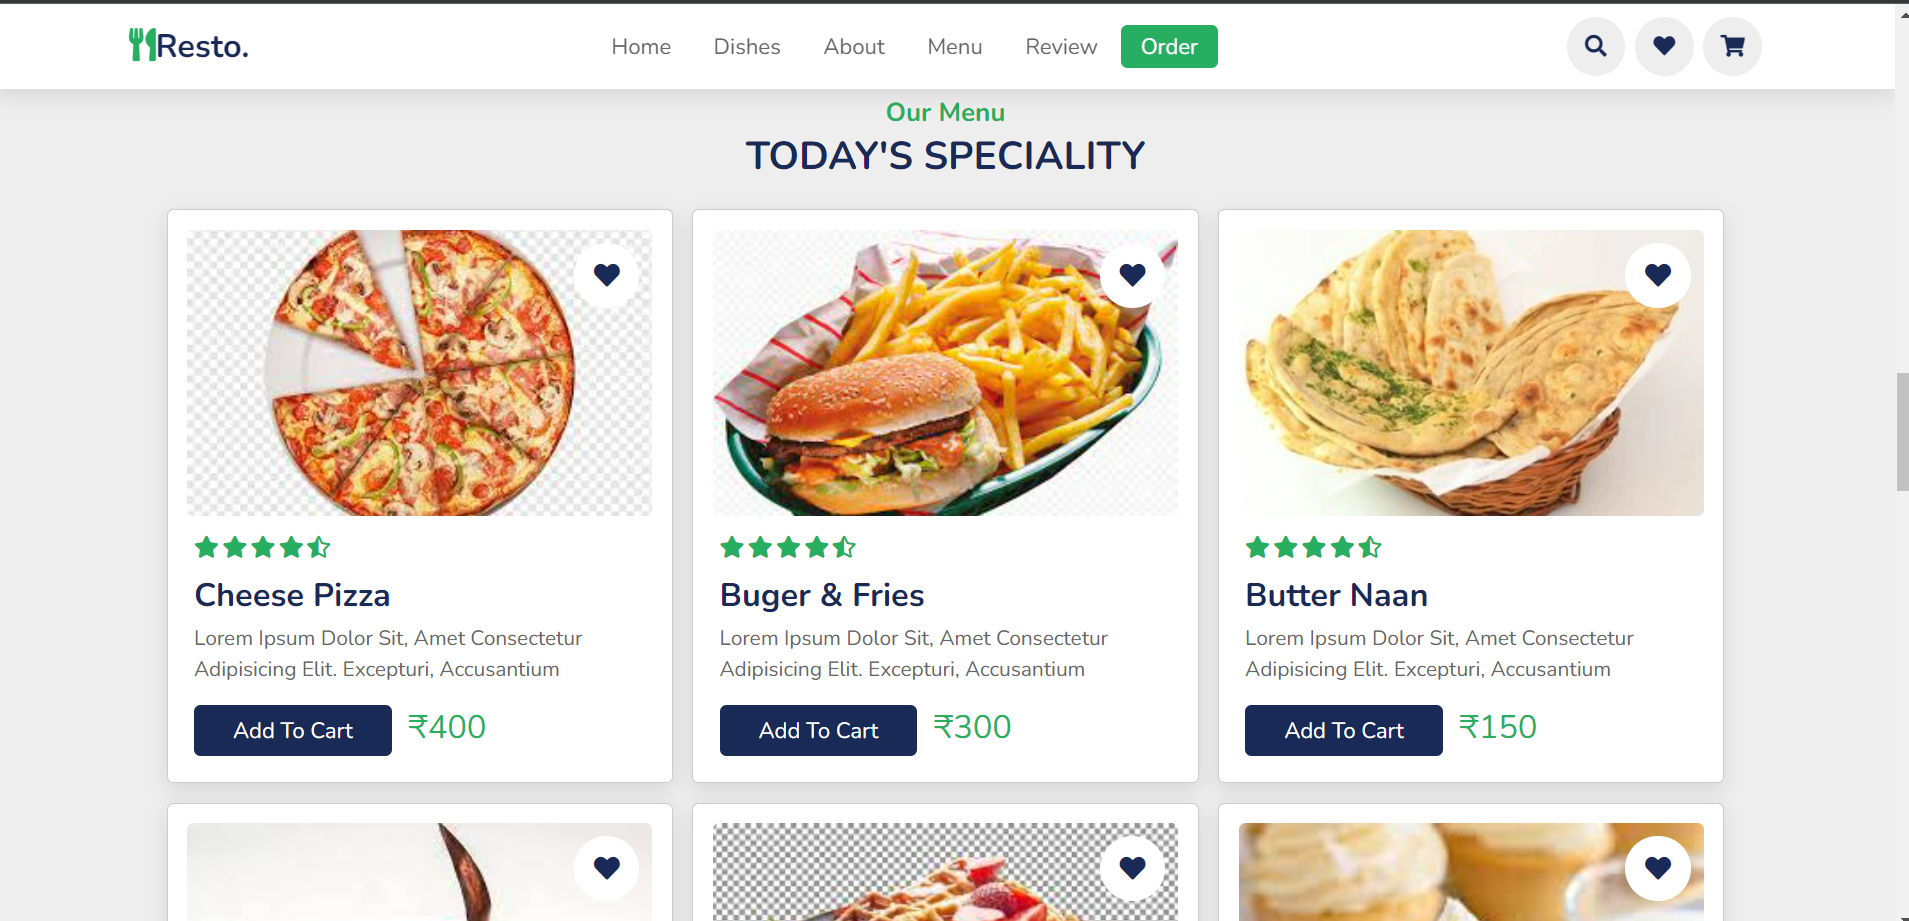 Resto.
Home Dishes About Menu Review Order
Our Menu
TODAY'S SPECIALITY
Cheese Pizza
Lorem Ipsum Dolor Sit, Amet Consectetur
Adipisicing Elit. Excepturi, Accusantium
Add To Cart ₹400
Buger & Fries
Lorem Ipsum Dolor Sit, Amet Consectetur
Adipisicing Elit. Excepturi, Accusantium
Add To Cart ₹300
Butter Naan
Lorem Ipsum Dolor Sit, Amet Consectetur
Adipisicing Elit. Excepturi, Accusantium
Add To Cart ₹150